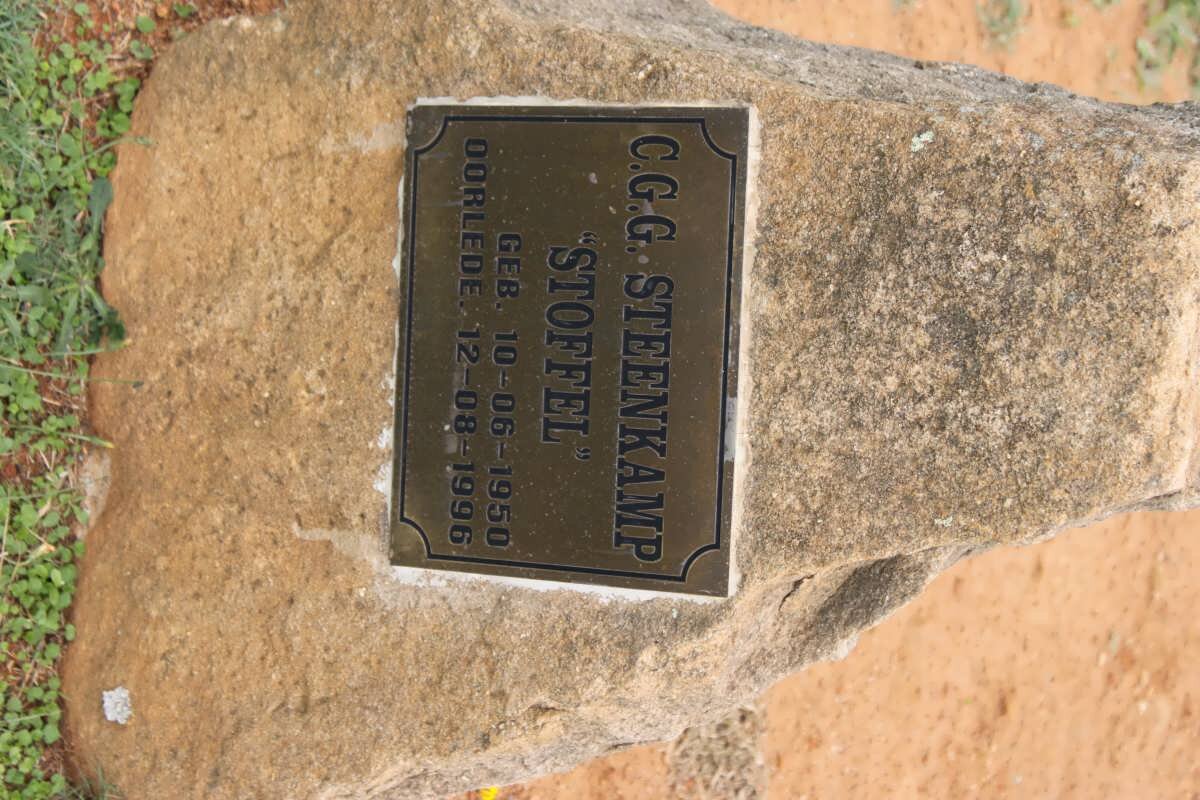 C.G.G. STEENKAMP
"STOFFEL"
GEB. 10-06-1950
OORLEDE. 12-08-1996